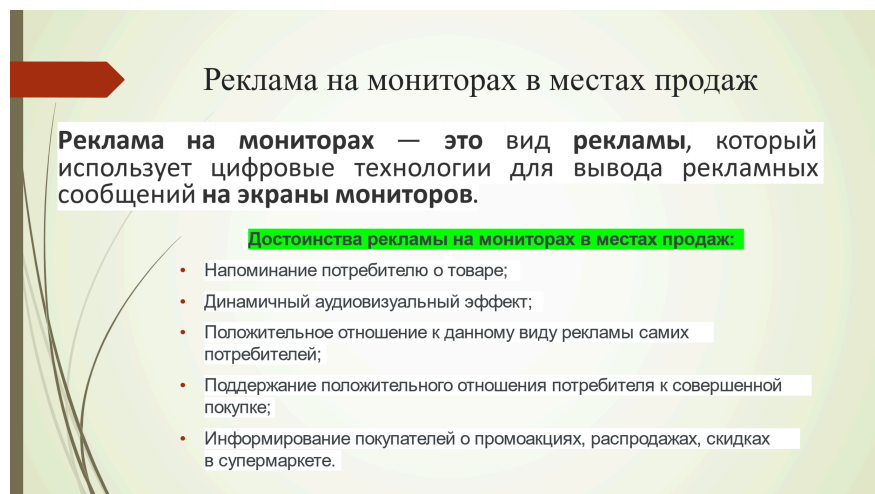 Реклама на мониторах в местах продаж
Реклама на мониторах — это вид рекламы, который
использует цифровые технологии для вывода рекламных
сообщений на экраны мониторов.
Достоинства рекламы на мониторах в местах продаж:
• Напоминание потребителю о товаре;
• Динамичный аудиовизуальный эффект;
• Положительное отношение к данному виду рекламы самих
потребителей;
• Поддержание положительного отношения потребителя к совершенной
покупке;
• Информирование покупателей о промоакциях, распродажах, скидках
в супермаркете.